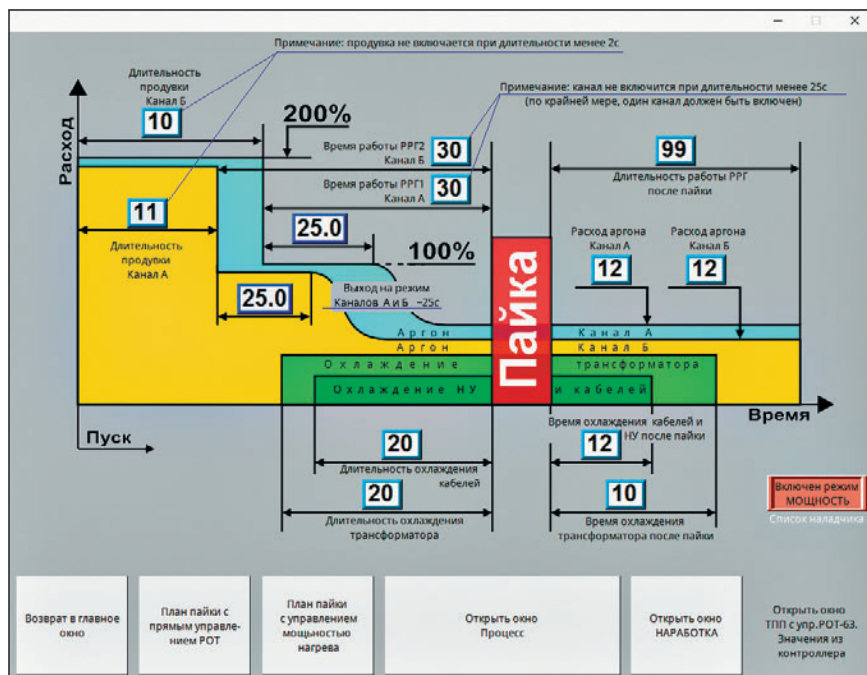 Примечание: продувка не включается при длительности менее 2с
Длительность
продувки
Канал Б
10
Примечание: канал не включится при длительности менее 25с
(по крайней мере, один канал должен быть включен)
200%
Расход
Время работы РРГ2
Канал Б
30
99
Длительность работы РРГ
после пайки
Время работы РРГ1
Канал А
30
11
Длительность
продувки
Канал А
25.0
100%
Расход аргона
Канал А
12
Расход аргона
Канал Б
12
25.0
Выход на режим
Каналов А и Б ~25с
Пайка
Аргон Канал А
Аргон Канал Б
Охлаждение трансформатора
Охлаждение НУ и кабелей
Время
Пуск
20
Длительность охлаждения
кабелей
Время охлаждения кабелей и
НУ после пайки
12
20
Длительность охлаждения
трансформатора
10
Время охлаждения
трансформатора после пайки
Включен режим
МОЩНОСТЬ
Список наладчика
Возврат в главное
окно
План пайки с
прямым управле-
нием РОТ
План пайки
с управлением
мощьностью
нагрева
Открыть окно
Процесс
Открыть окно
НАРАБОТКА
Открыть окно
ТПП с упр.РОТ-63.
Значения из
контроллера